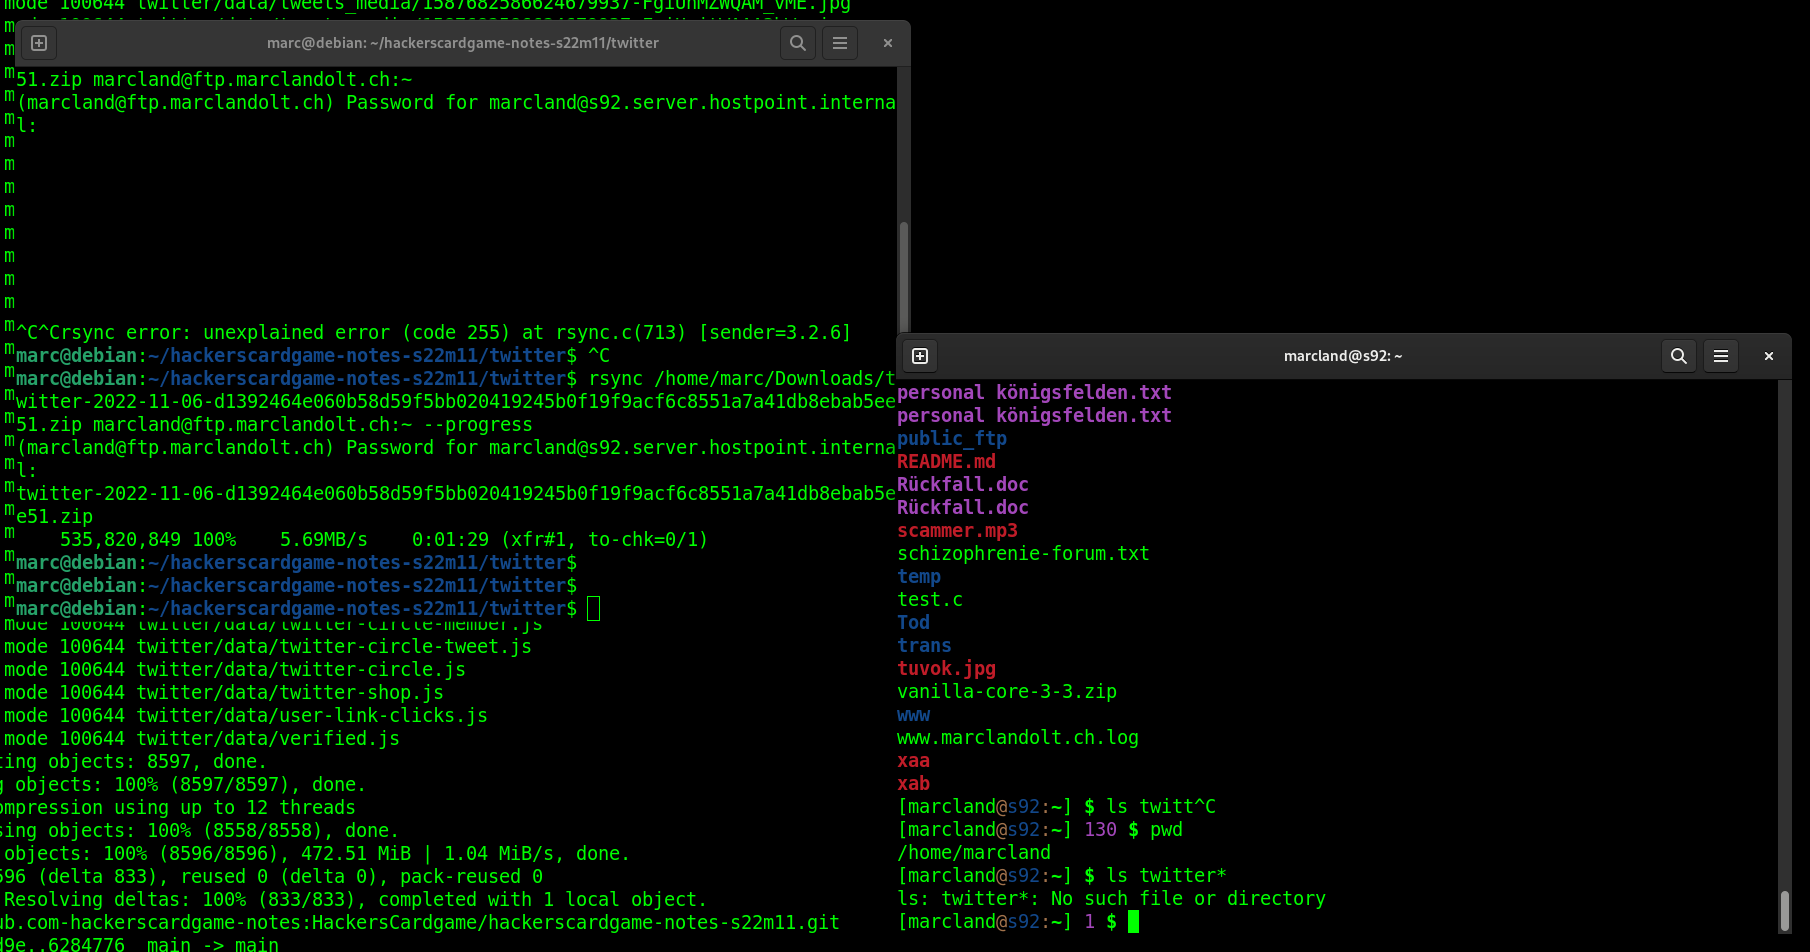 mode 100644 twitter/data/tweets_media/1587682586624679937-FgiUhMZWQAM_vME.jpg
marc@debian: ~/hackerscardgame-notes-s22m11/twitter
51.zip marcland@ftp.marclandolt.ch:~
(marcland@ftp.marclandolt.ch) Password for marcland@s92.server.hostpoint.interna
l:
^C^Crsync error: unexplained error (code 255) at rsync.c(713) [sender=3.2.6]
marc@debian:~/hackerscardgame-notes-s22m11/twitter$ ^C
marc@debian:~/hackerscardgame-notes-s22m11/twitter$ rsync /home/marc/Downloads/t
witter-2022-11-06-d1392464e060b58d59f5bb020419245b0f19f9acf6c8551a7a41db8ebab5ee
51.zip marcland@ftp.marclandolt.ch:~ --progress
(marcland@ftp.marclandolt.ch) Password for marcland@s92.server.hostpoint.interna
l:
twitter-2022-11-06-d1392464e060b58d59f5bb020419245b0f19f9acf6c8551a7a41db8ebab5e
e51.zip
535,820,849 100% 5.69MB/s 0:01:29 (xfr#1, to-chk=0/1)
marc@debian:~/hackerscardgame-notes-s22m11/twitter$
marc@debian:~/hackerscardgame-notes-s22m11/twitter$
marc@debian:~/hackerscardgame-notes-s22m11/twitter$
mode 100644 twitter/data/twitter-circle-member.js
mode 100644 twitter/data/twitter-circle-tweet.js
mode 100644 twitter/data/twitter-circle.js
mode 100644 twitter/data/twitter-shop.js
mode 100644 twitter/data/user-link-clicks.js
mode 100644 twitter/data/verified.js
ting objects: 8597, done.
g objects: 100% (8597/8597), done.
ompression using up to 12 threads
sing objects: 100% (8558/8558), done.
objects: 100% (8596/8596), 472.51 MiB | 1.04 MiB/s, done.
596 (delta 833), reused 0 (delta 0), pack-reused 0
Resolving deltas: 100% (833/833), completed with 1 local object.
ub.com-hackerscardgame-notes:HackersCardgame/hackerscardgame-notes-s22m11.git
d9e..6284776 main -> main
marcland@s92: ~
personal königsfelden.txt
personal königsfelden.txt
public_ftp
README.md
Rückfall.doc
Rückfall.doc
scammer.mp3
schizophrenie-forum.txt
temp
test.c
Tod
trans
tuvok.jpg
vanilla-core-3-3.zip
www
www.marclandolt.ch.log
xaa
xab
[marcland@s92:~] $ ls twitt^C
[marcland@s92:~] 130 $ pwd
/home/marcland
[marcland@s92:~] $ ls twitter*
ls: twitter*: No such file or directory
[marcland@s92:~] 1 $